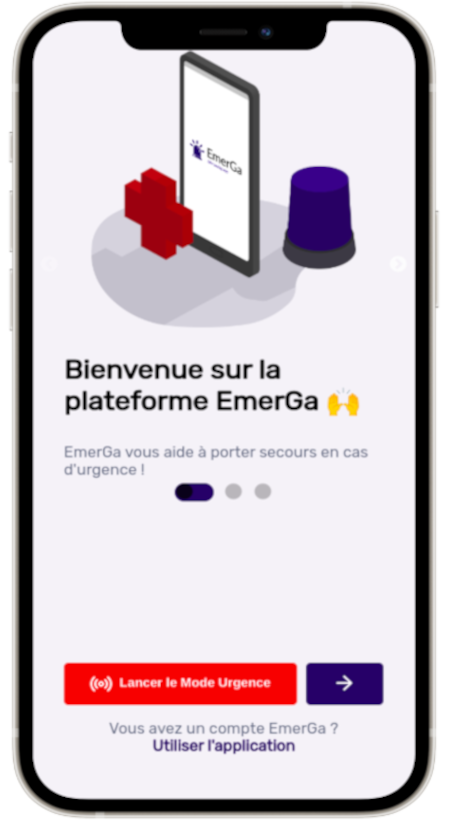 EmerGa
Bienvenue sur la
plateforme EmerGa 🙌
EmerGa vous aide à porter secours en cas
d'urgence !
Lancer le Mode Urgence
Vous avez un compte EmerGa ?
Utiliser l'application